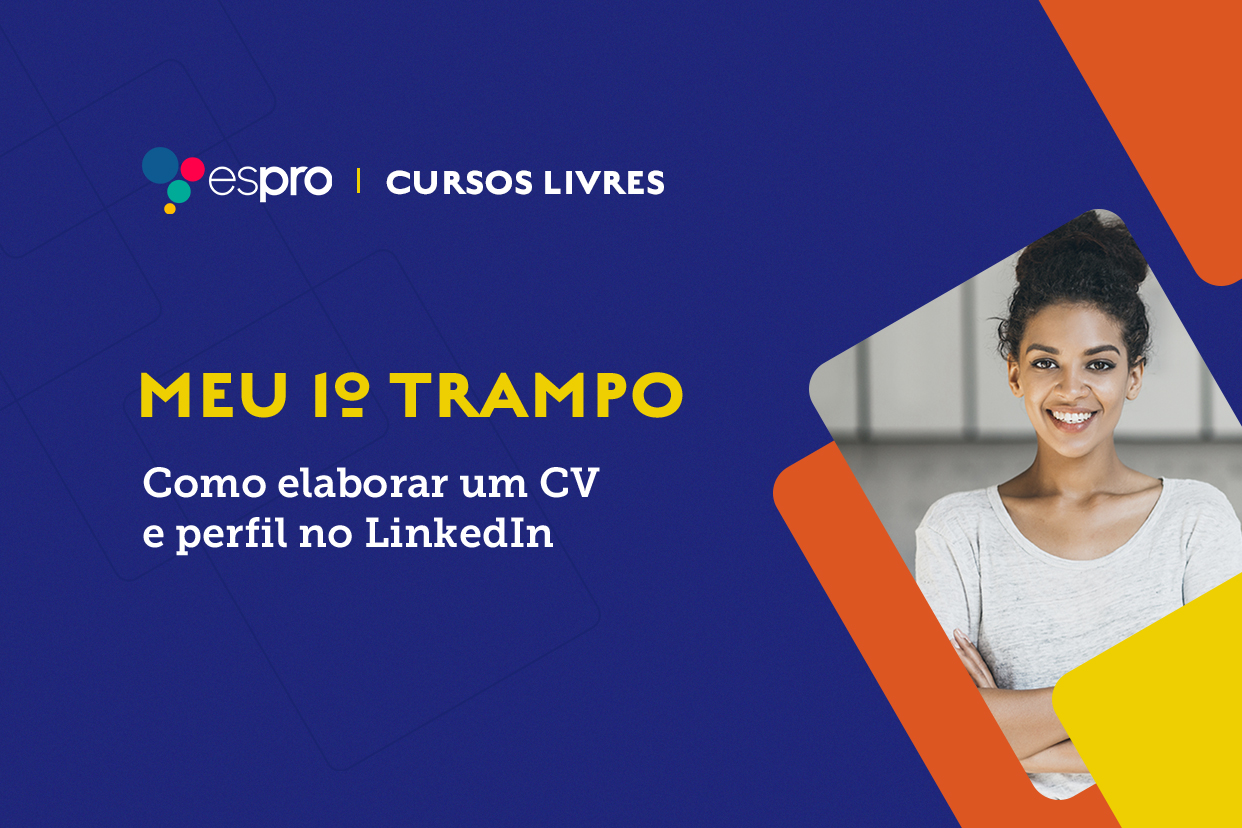 espro | CURSOS LIVRES
MEU 1º TRAMPO
Como elaborar um CV
e perfil no LinkedIn